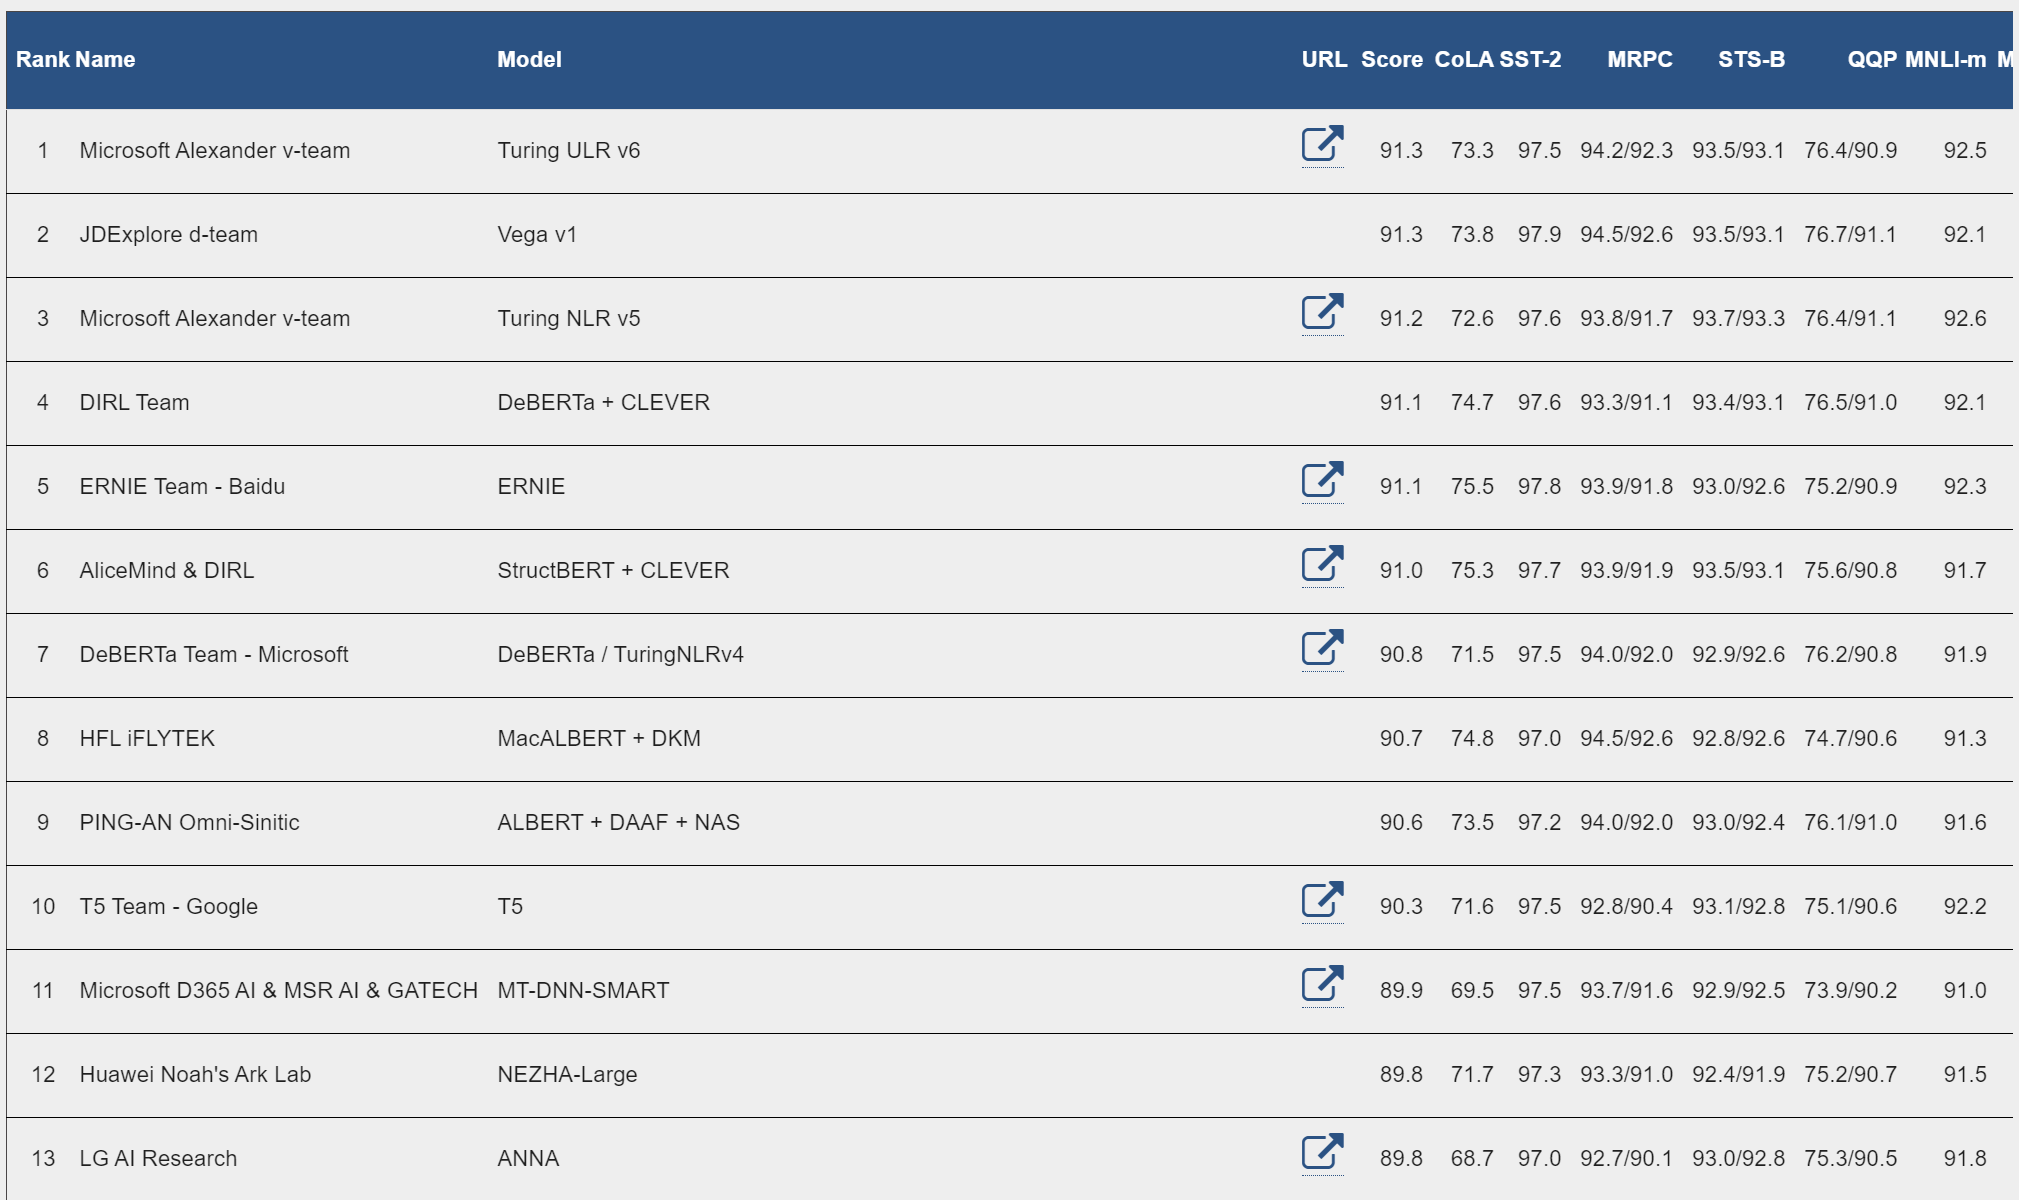 Rank Name Model URL Score CoLA SST-2 MRPC STS-B QQP MNLI-m M
1 Microsoft Alexander v-team Turing ULR v6 91.3 73.3 97.5 94.2/92.3 93.5/93.1 76.4/90.9 92.5
2 JDExplore d-team Vega v1 91.3 73.8 97.9 94.5/92.6 93.5/93.1 76.7/91.1 92.1
3 Microsoft Alexander v-team Turing NLR v5 91.2 72.6 97.6 93.8/91.7 93.7/93.3 76.4/91.1 92.6
4 DIRL Team DeBERTa + CLEVER 91.1 74.7 97.6 93.3/91.1 93.4/93.1 76.5/91.0 92.1
5 ERNIE Team - Baidu ERNIE 91.1 75.5 97.8 93.9/91.8 93.0/92.6 75.2/90.9 92.3
6 AliceMind & DIRL StructBERT + CLEVER 91.0 75.3 97.7 93.9/91.9 93.5/93.1 75.6/90.8 91.7
7 DeBERTa Team - Microsoft DeBERTa / TuringNLRv4 90.8 71.5 97.5 94.0/92.0 92.9/92.6 76.2/90.8 91.9
8 HFL iFLYTEK MacALBERT + DKM 90.7 74.8 97.0 94.5/92.6 92.8/92.6 74.7/90.6 91.3
9 PING-AN Omni-Sinitic ALBERT + DAAF + NAS 90.6 73.5 97.2 94.0/92.0 93.0/92.4 76.1/91.0 91.6
10 T5 Team - Google T5 90.3 71.6 97.5 92.8/90.4 93.1/92.8 75.1/90.6 92.2
11 Microsoft D365 AI & MSR AI & GATECH MT-DNN-SMART 89.9 69.5 97.5 93.7/91.6 92.9/92.5 73.9/90.2 91.0
12 Huawei Noah's Ark Lab NEZHA-Large 89.8 71.7 97.3 93.3/91.0 92.4/91.9 75.2/90.7 91.5
13 LG AI Research ANNA 89.8 68.7 97.0 92.7/90.1 93.0/92.8 75.3/90.5 91.8